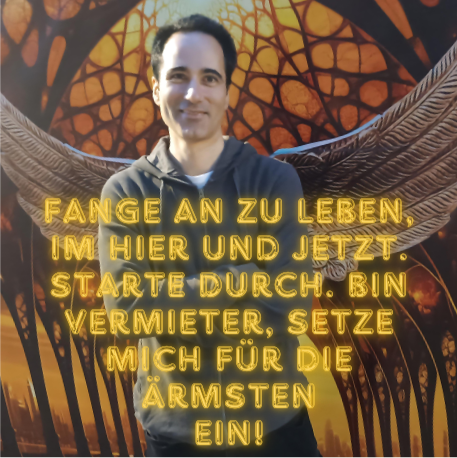 FANGE AN ZU LEBEN,
IM HIER UND JETZT.
STARTE DURCH. BIN
VERMIETER, SETZE
MICH FÜR DIE
ÄRMSTEN
EIN!